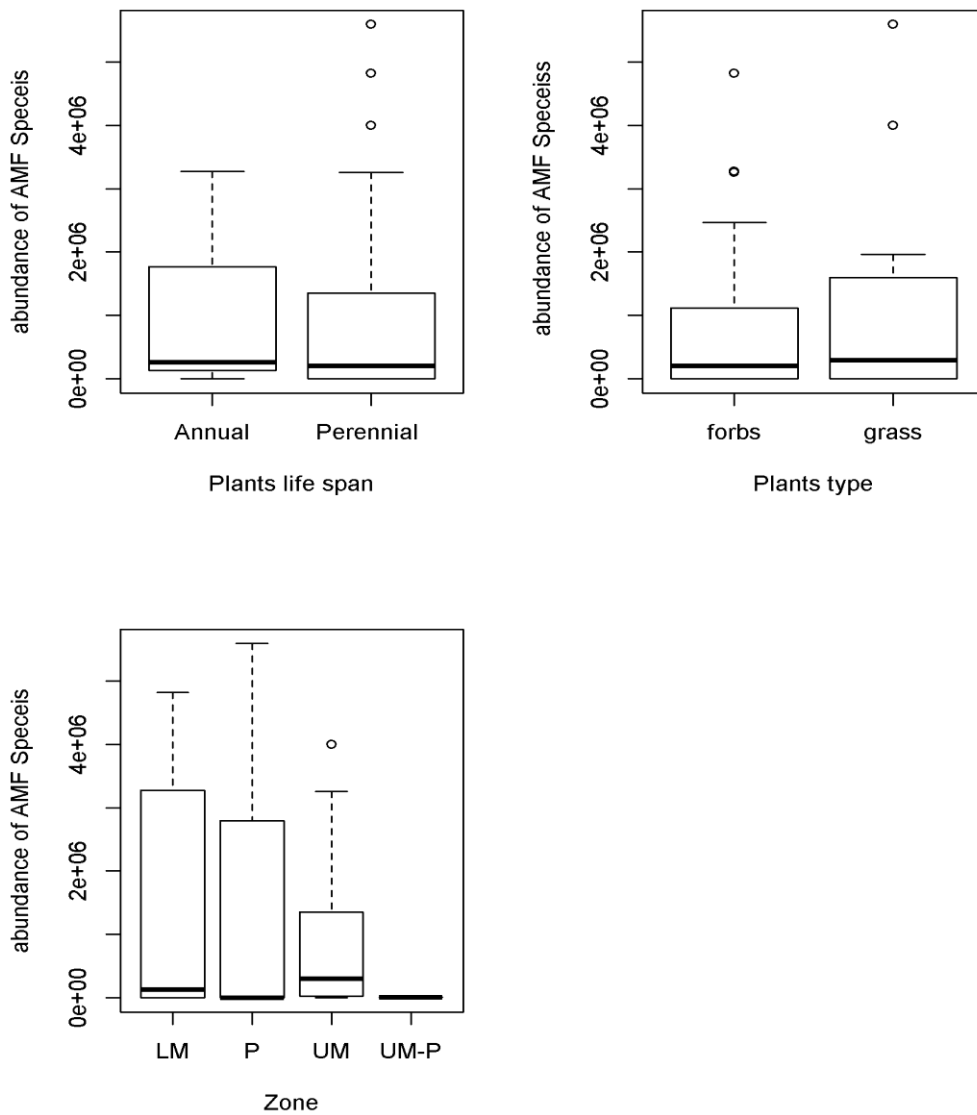 abundance of AMF Speceis
0e+00
2e+06
4e+06
Annual
Perennial
Plants life span
abundance of AMF Speceiss
0e+00
2e+06
4e+06
forbs
grass
Plants type
abundance of AMF Speceis
0e+00
2e+06
4e+06
LM
P
UM
UM-P
Zone